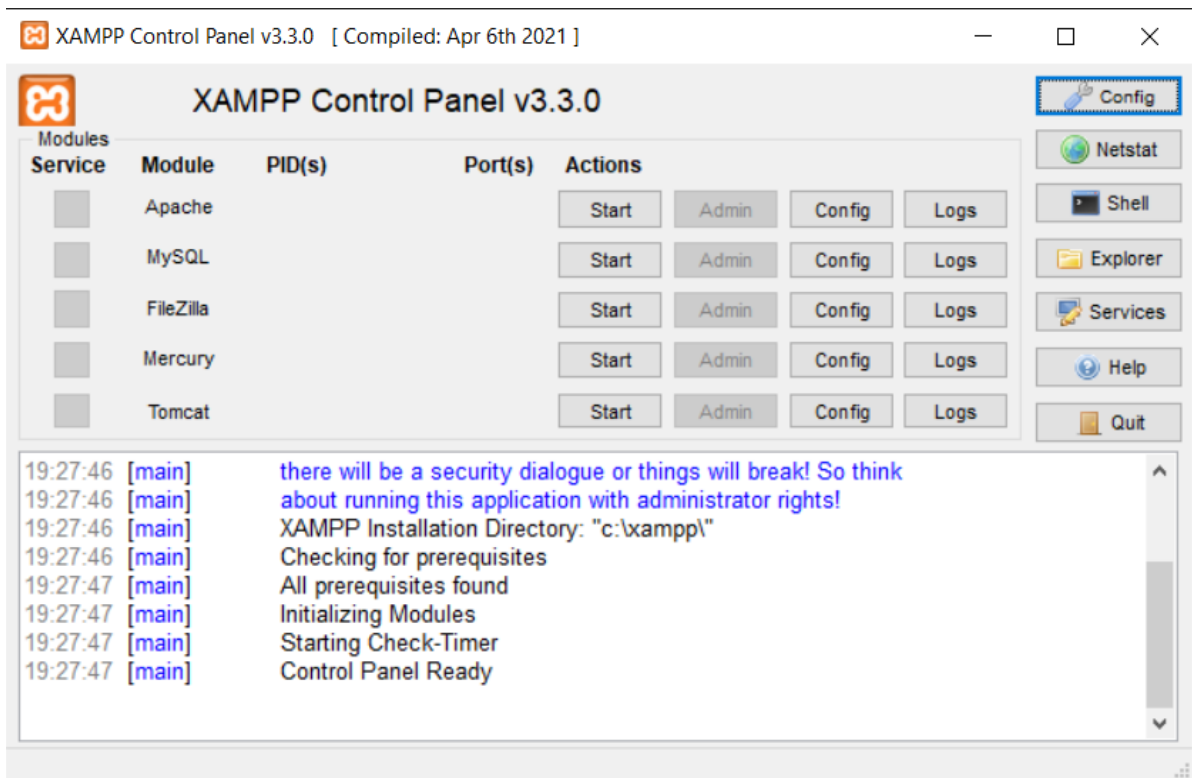 XAMPP Control Panel v3.3.0 [ Compiled: Apr 6th 2021 ]
XAMPP Control Panel v3.3.0
Config
Modules
Netstat
Service Module PID(s) Port(s) Actions
Apache Start Admin Config Logs
Shell
MySQL Start Admin Config Logs
Explorer
FileZilla Start Admin Config Logs
Services
Mercury Start Admin Config Logs
Help
Tomcat Start Admin Config Logs
Quit
19:27:46 [main] there will be a security dialogue or things will break! So think
19:27:46 [main] about running this application with administrator rights!
19:27:46 [main] XAMPP Installation Directory: "c:\xampp\"
19:27:46 [main] Checking for prerequisites
19:27:47 [main] All prerequisites found
19:27:47 [main] Initializing Modules
19:27:47 [main] Starting Check-Timer
19:27:47 [main] Control Panel Ready